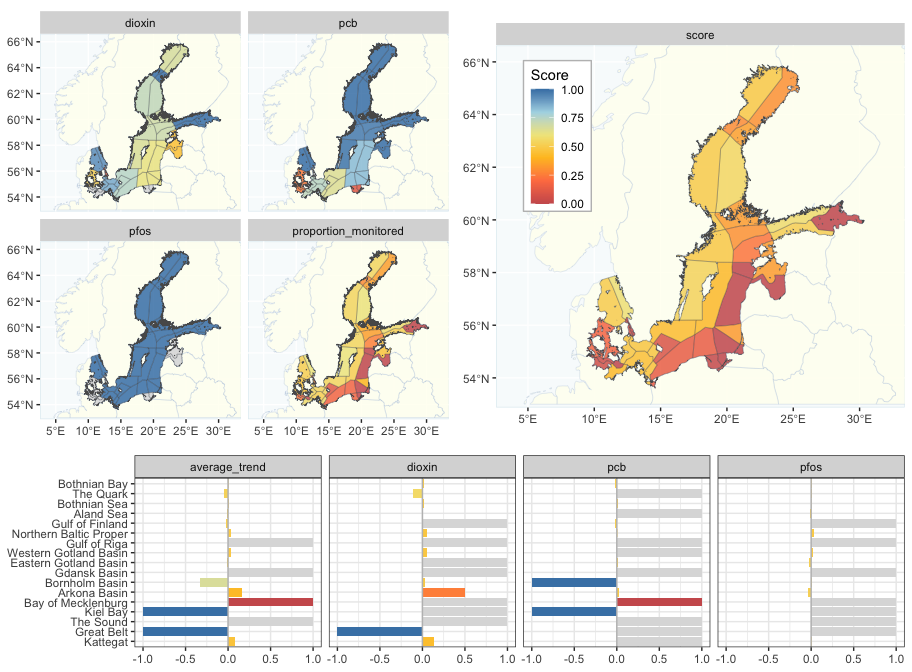 dioxin
pcb
score
66°N
64°N
62°N
60°N
58°N
56°N
54°N
66°N
64°N
62°N
60°N
58°N
56°N
54°N
Score
1.00
0.75
0.50
0.25
0.00
pfos
proportion_monitored
66°N
64°N
62°N
60°N
58°N
56°N
54°N
5°E 10°E 15°E 20°E 25°E 30°E
5°E 10°E 15°E 20°E 25°E 30°E
5°E 10°E 15°E 20°E 25°E 30°E
average_trend
dioxin
pcb
pfos
Bothnian Bay
The Quark
Bothnian Sea
Aland Sea
Gulf of Finland
Northern Baltic Proper
Gulf of Riga
Western Gotland Basin
Eastern Gotland Basin
Gdansk Basin
Bornholm Basin
Arkona Basin
Bay of Mecklenburg
Kiel Bay
The Sound
Great Belt
Kattegat
-1.0 -0.5 0.0 0.5 1.0
-1.0 -0.5 0.0 0.5 1.0
-1.0 -0.5 0.0 0.5 1.0
-1.0 -0.5 0.0 0.5 1.0